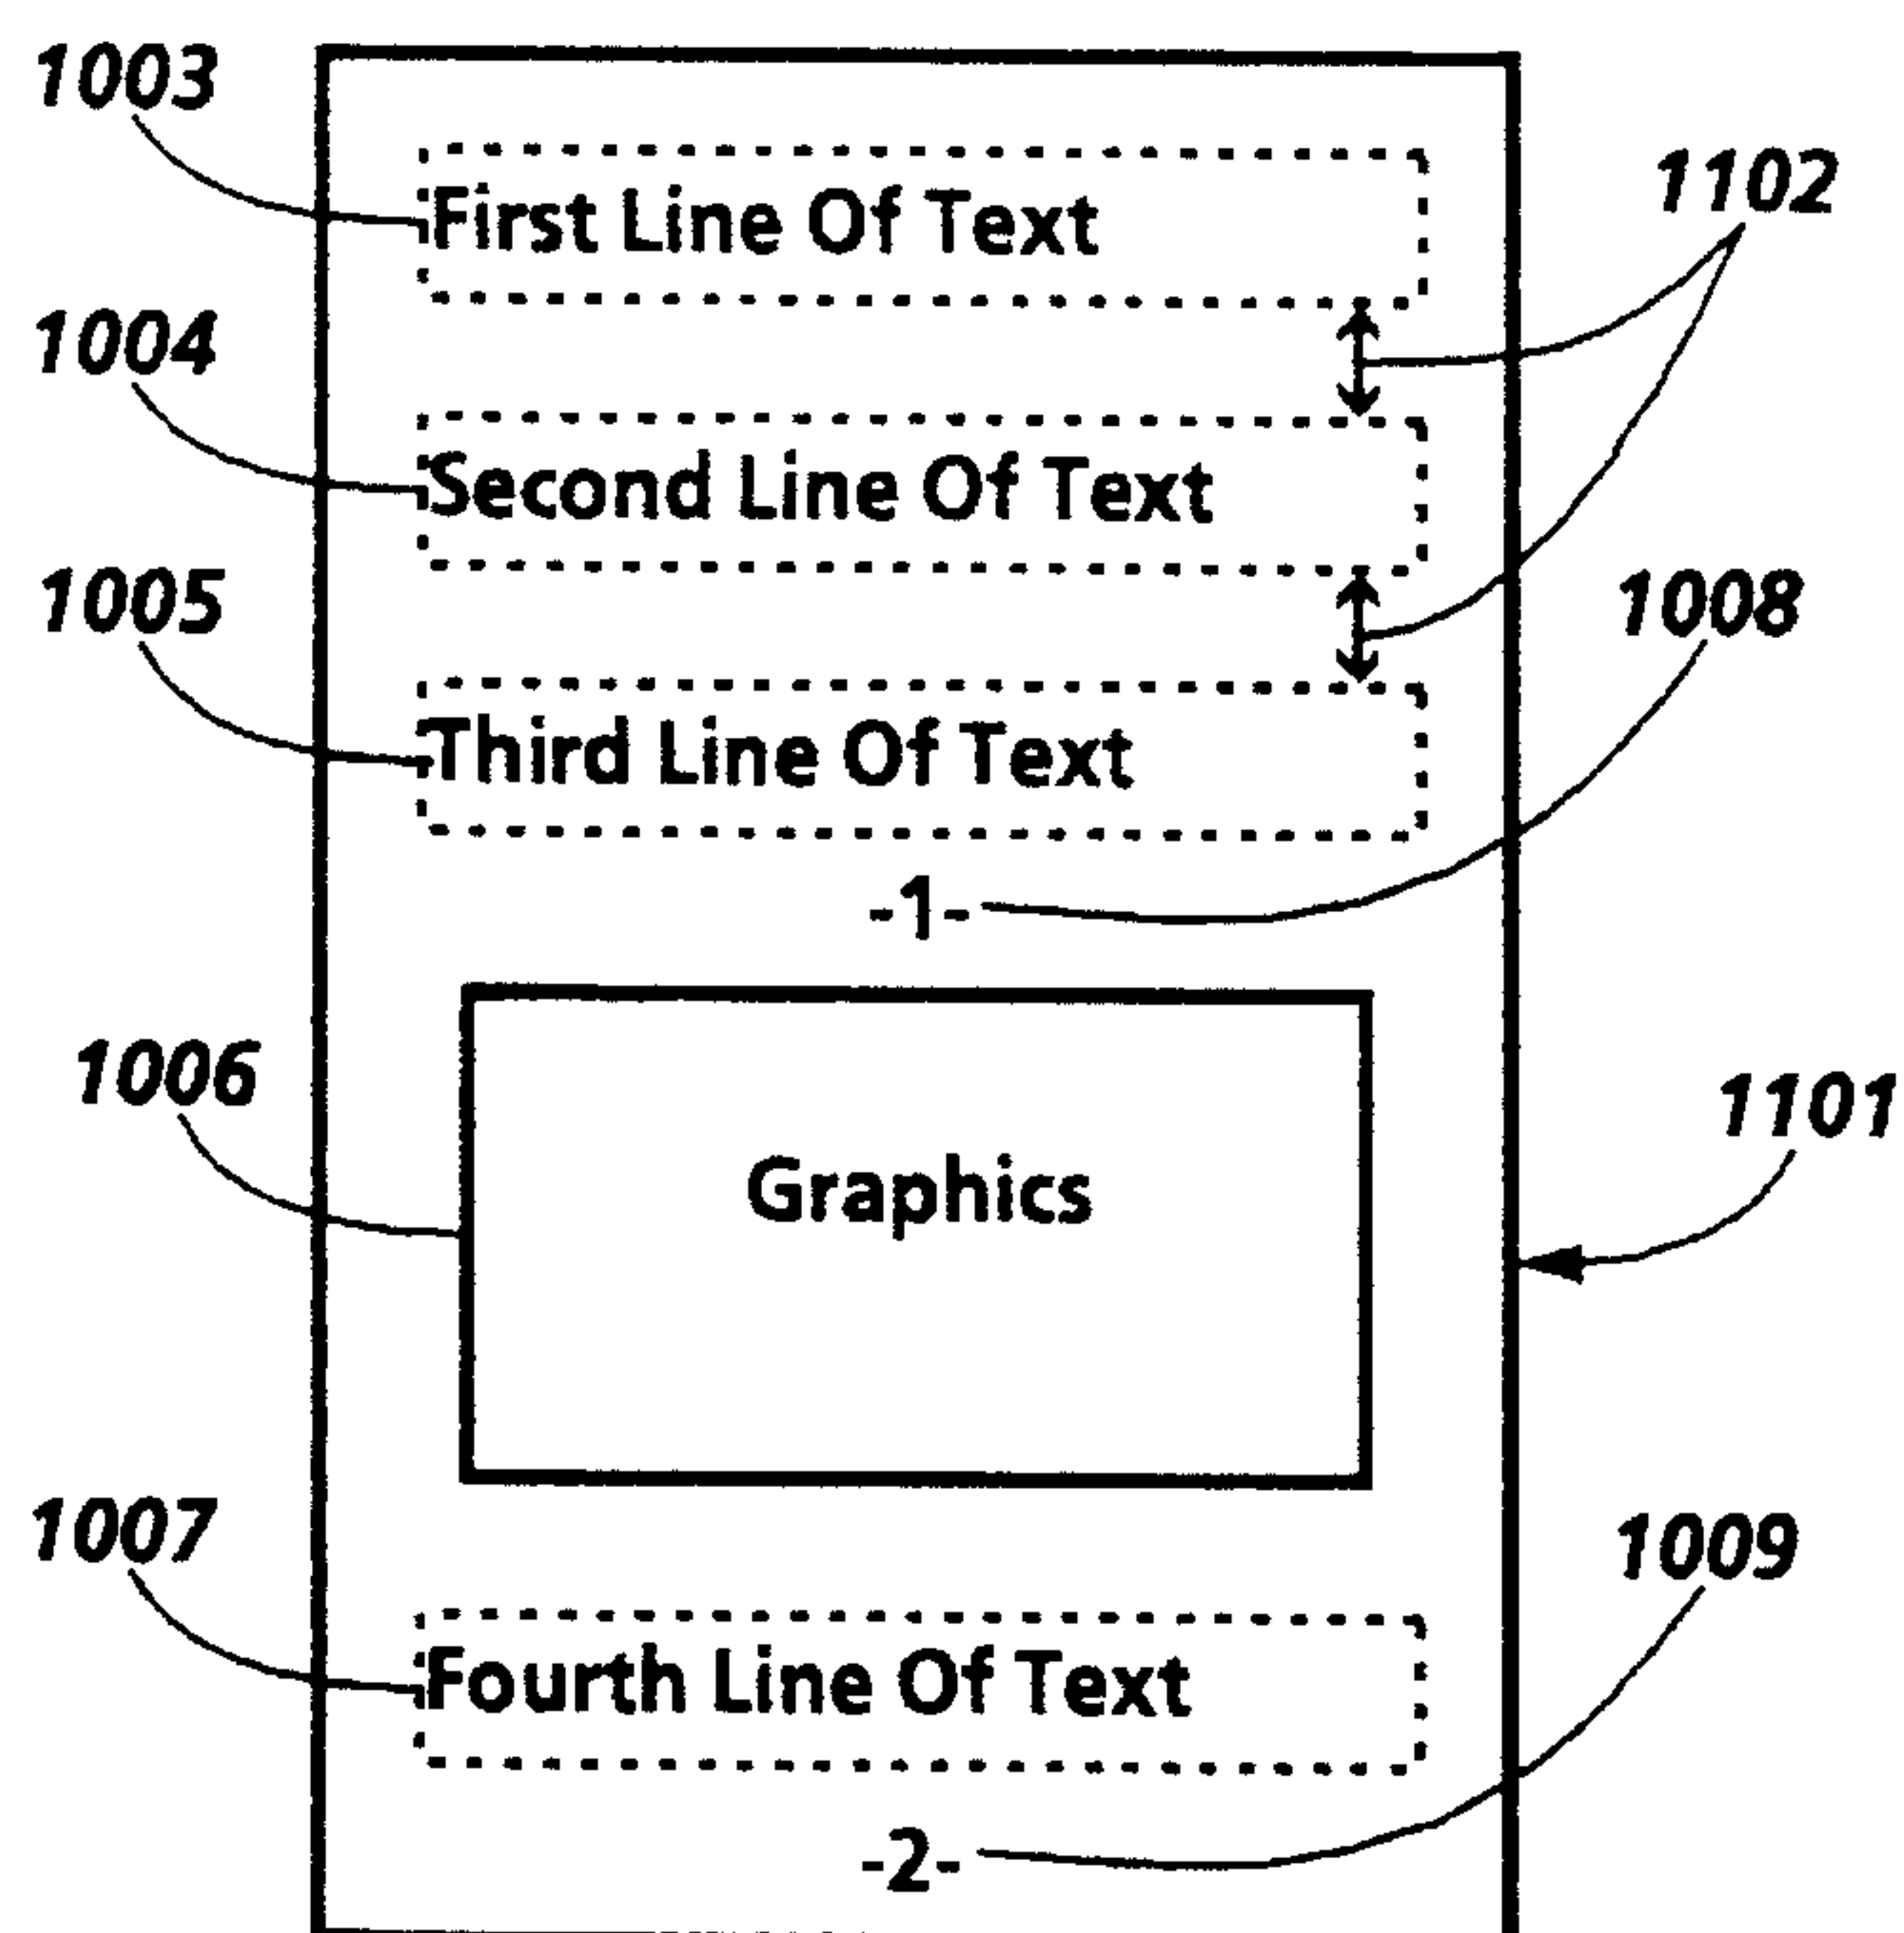 1003
First Line Of Text
1102
1004
Second Line Of Text
1005
1008
Third Line Of Text
-1-
1006
Graphics
1101
1007
1009
Fourth Line Of Text
-2-